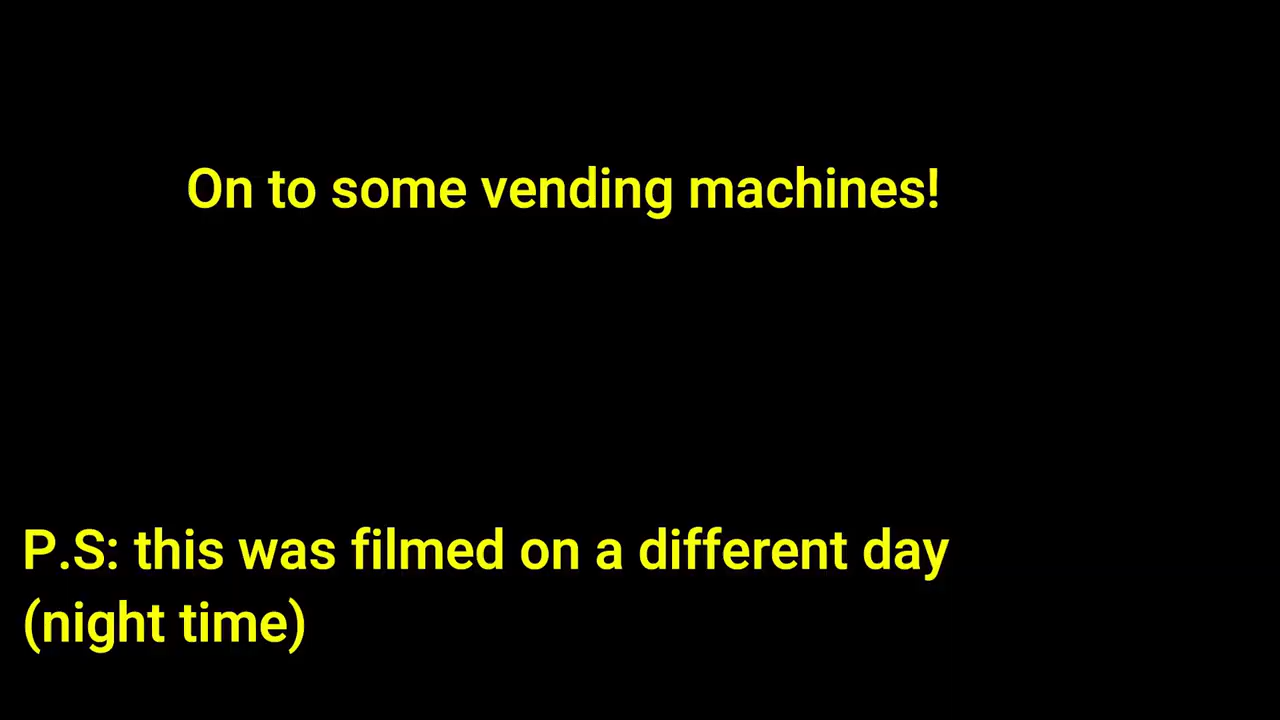 On to some vending machines!
P.S: this was filmed on a different day
(night time)